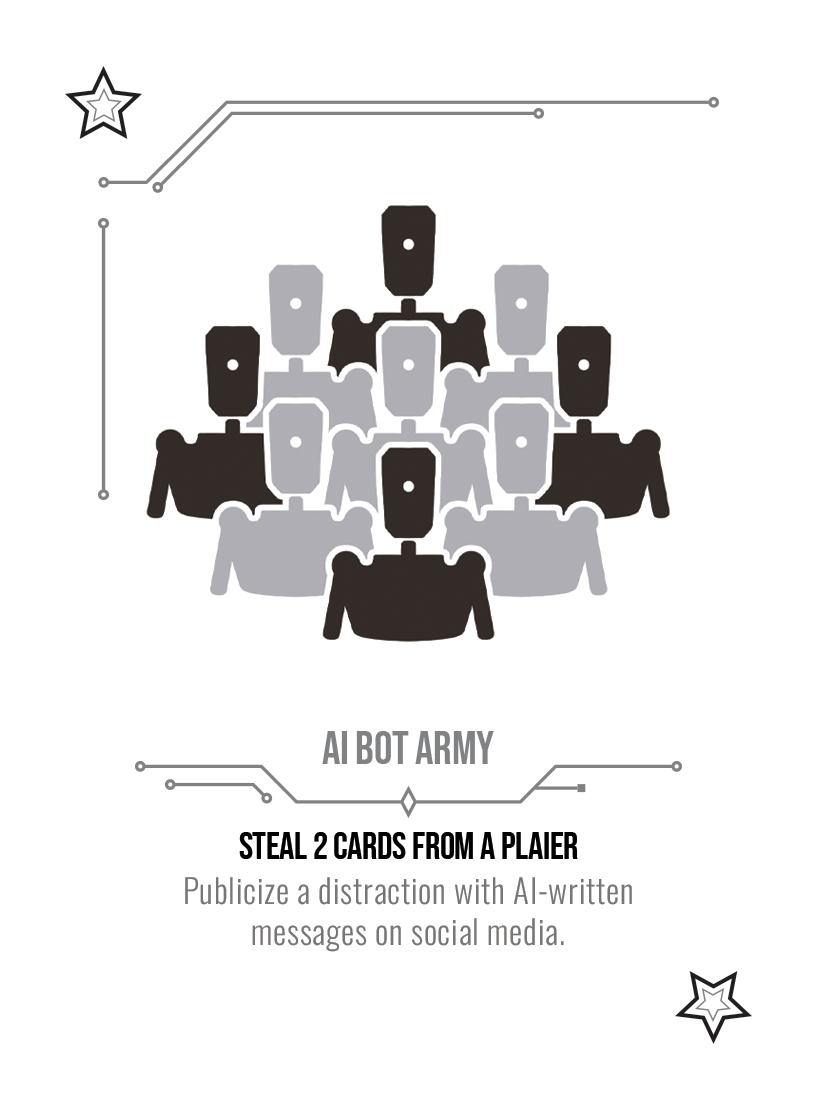 AI BOT ARMY
STEAL 2 CARDS FROM A PLAIER
Publicize a distraction with AI-written
messages on social media.